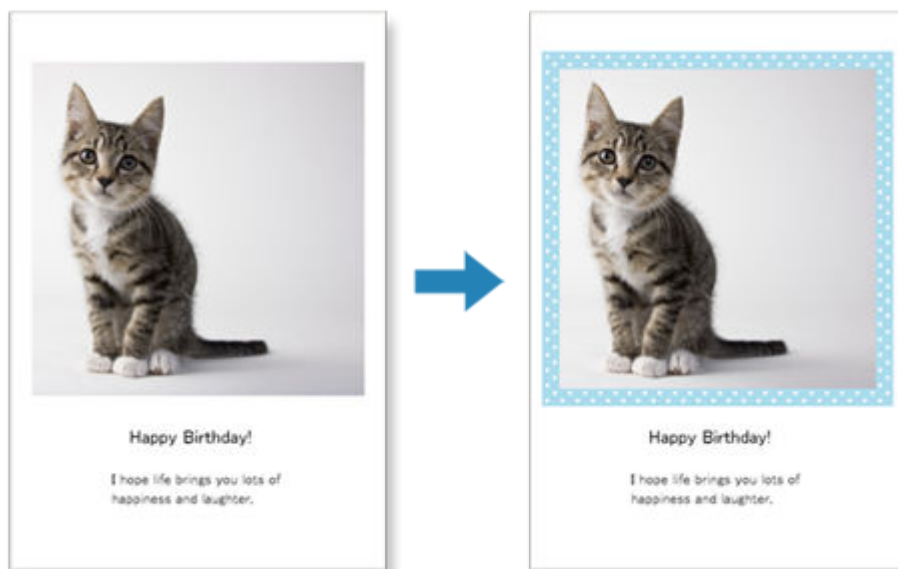 Happy Birthday!
I hope life brings you lots of
happiness and laughter.
Happy Birthday!
I hope life brings you lots of
happiness and laughter.